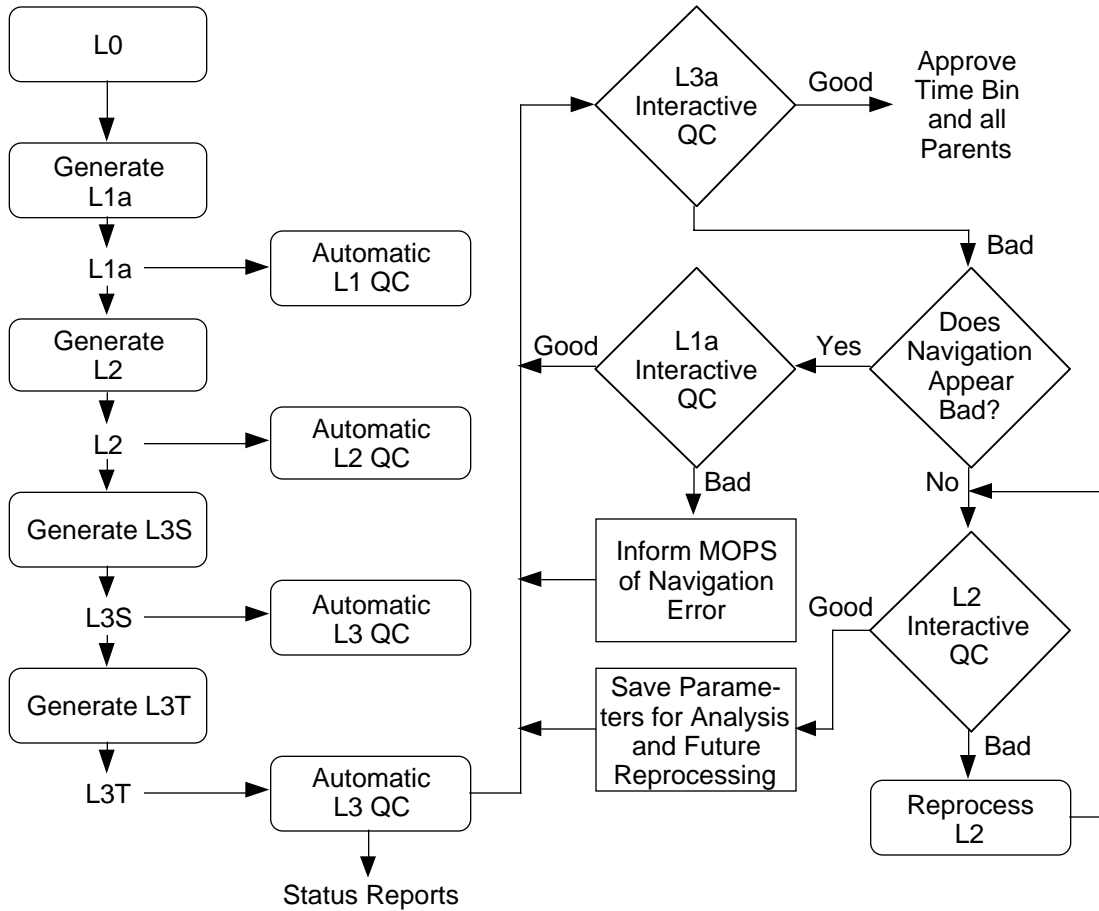 L0
Generate
L1a
L1a
Automatic
L1 QC
Generate
L2
L2
Automatic
L2 QC
Generate L3S
L3S
Automatic
L3 QC
Generate L3T
L3T
Automatic
L3 QC
Status Reports
L3a
Interactive
QC
Good
Approve
Time Bin
and all
Parents
Bad
Does
Navigation
Appear
Bad?
Yes
L1a
Interactive
QC
Good
Bad
Inform MOPS
of Navigation
Error
No
L2
Interactive
QC
Good
Save Parame-
ters for Analysis
and Future
Reprocessing
Bad
Reprocess
L2